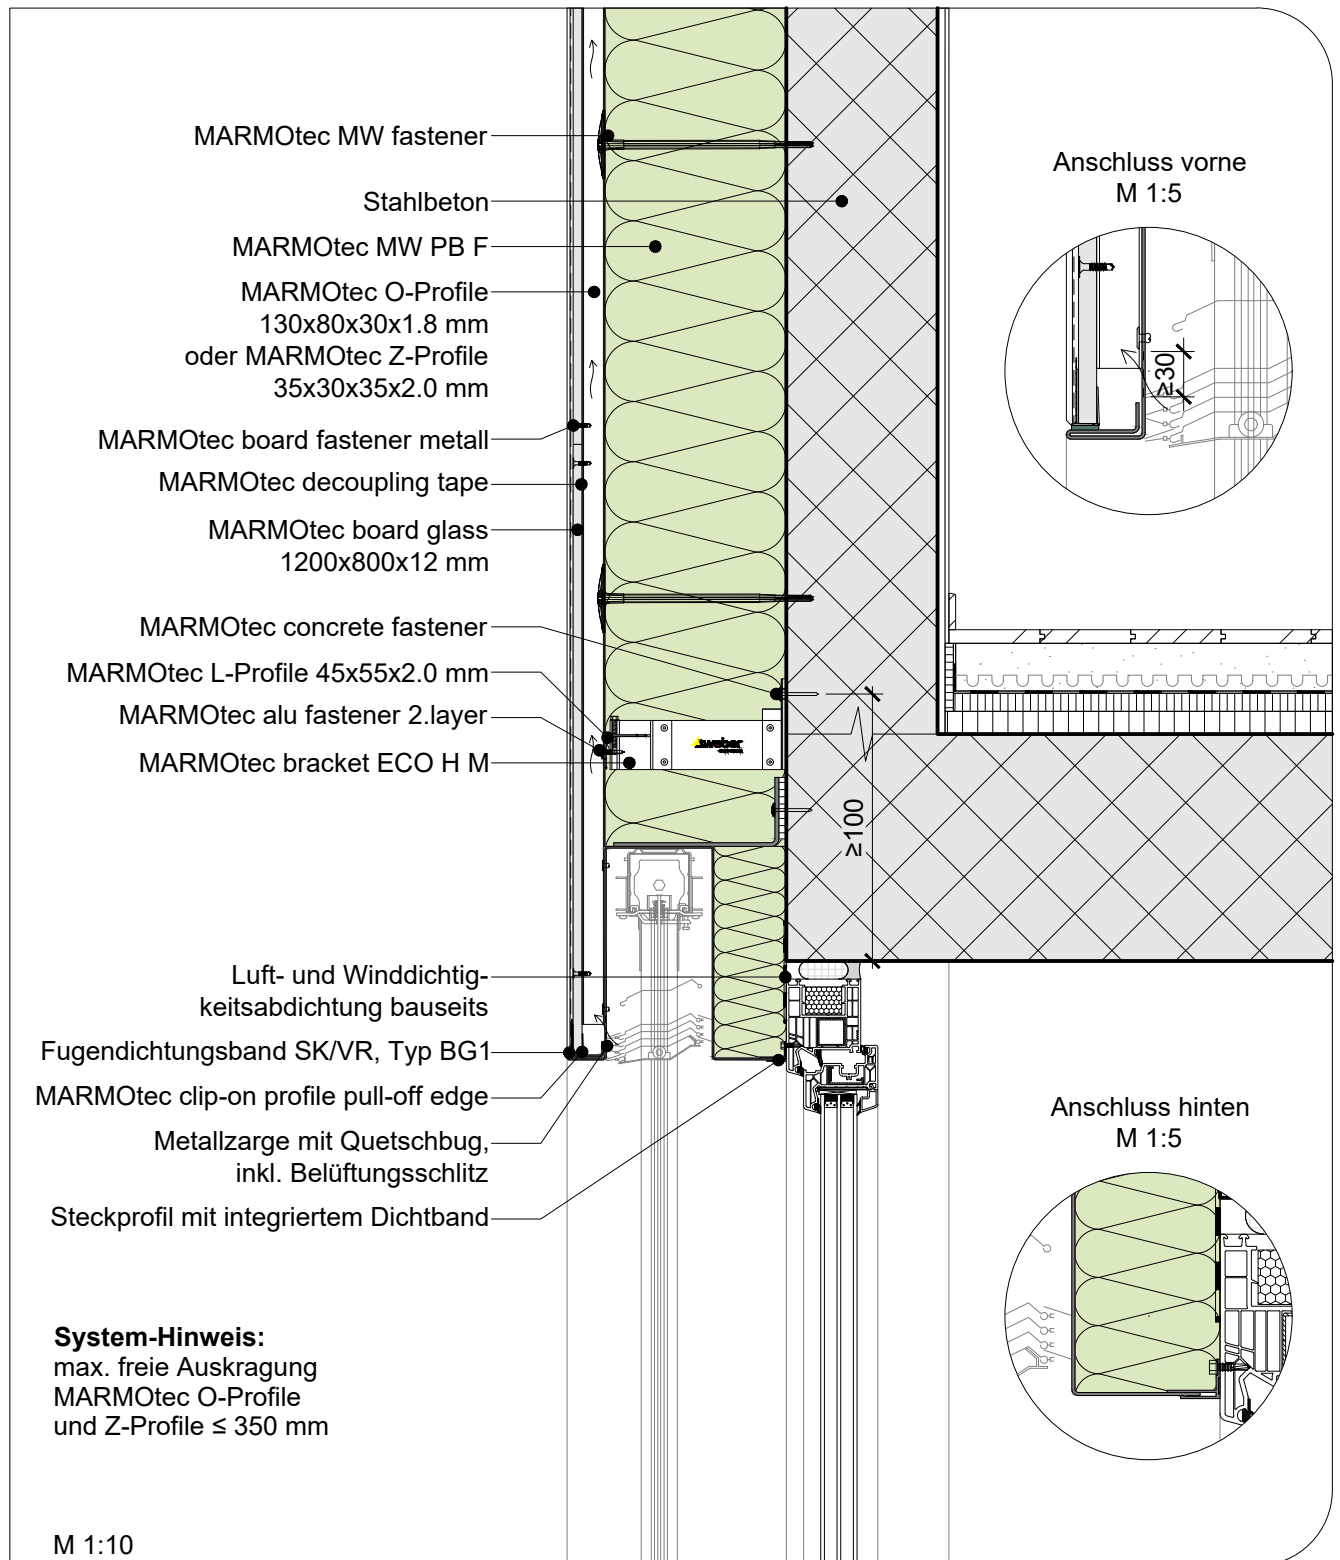 MARMOtec MW fastener
Stahlbeton
MARMOtec MW PB F
MARMOtec O-Profile
130x80x30x1.8 mm
oder MARMOtec Z-Profile
35x30x35x2.0 mm
MARMOtec board fastener metall
MARMOtec decoupling tape
MARMOtec board glass
1200x800x12 mm
MARMOtec concrete fastener
MARMOtec L-Profile 45x55x2.0 mm
MARMOtec alu fastener 2.layer
MARMOtec bracket ECO H M
weber
≥100
Luft- und Winddichtig-
keitsabdichtung bauseits
Fugendichtungsband SK/VR, Typ BG1
MARMOtec clip-on profile pull-off edge
Metallzarge mit Quetschbug,
inkl. Belüftungsschlitz
Steckprofil mit integriertem Dichtband
Anschluss vorne
M 1:5
≥30
Anschluss hinten
M 1:5
System-Hinweis:
max. freie Auskragung
MARMOtec O-Profile
und Z-Profile ≤ 350 mm
M 1:10